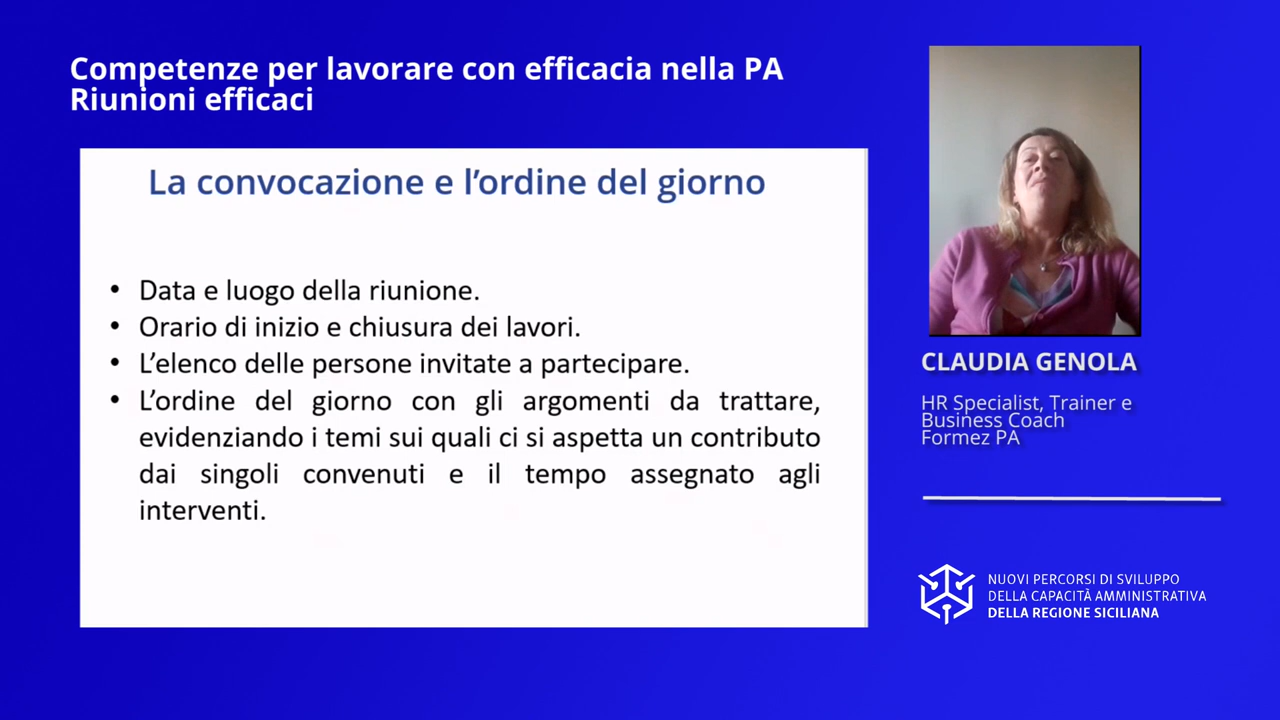 Competenze per lavorare con efficacia nella PA
Riunioni efficaci
La convocazione e l’ordine del giorno
• Data e luogo della riunione.
• Orario di inizio e chiusura dei lavori.
• L’elenco delle persone invitate a partecipare.
• L’ordine del giorno con gli argomenti da trattare,
evidenziando i temi sui quali ci si aspetta un contributo
dai singoli convenuti e il tempo assegnato agli
interventi.
CLAUDIA GENOLA
HR Specialist, Trainer e
Business Coach
Formez PA
NUOVI PERCORSI DI SVILUPPO
DELLA CAPACITÀ AMMINISTRATIVA
DELLA REGIONE SICILIANA